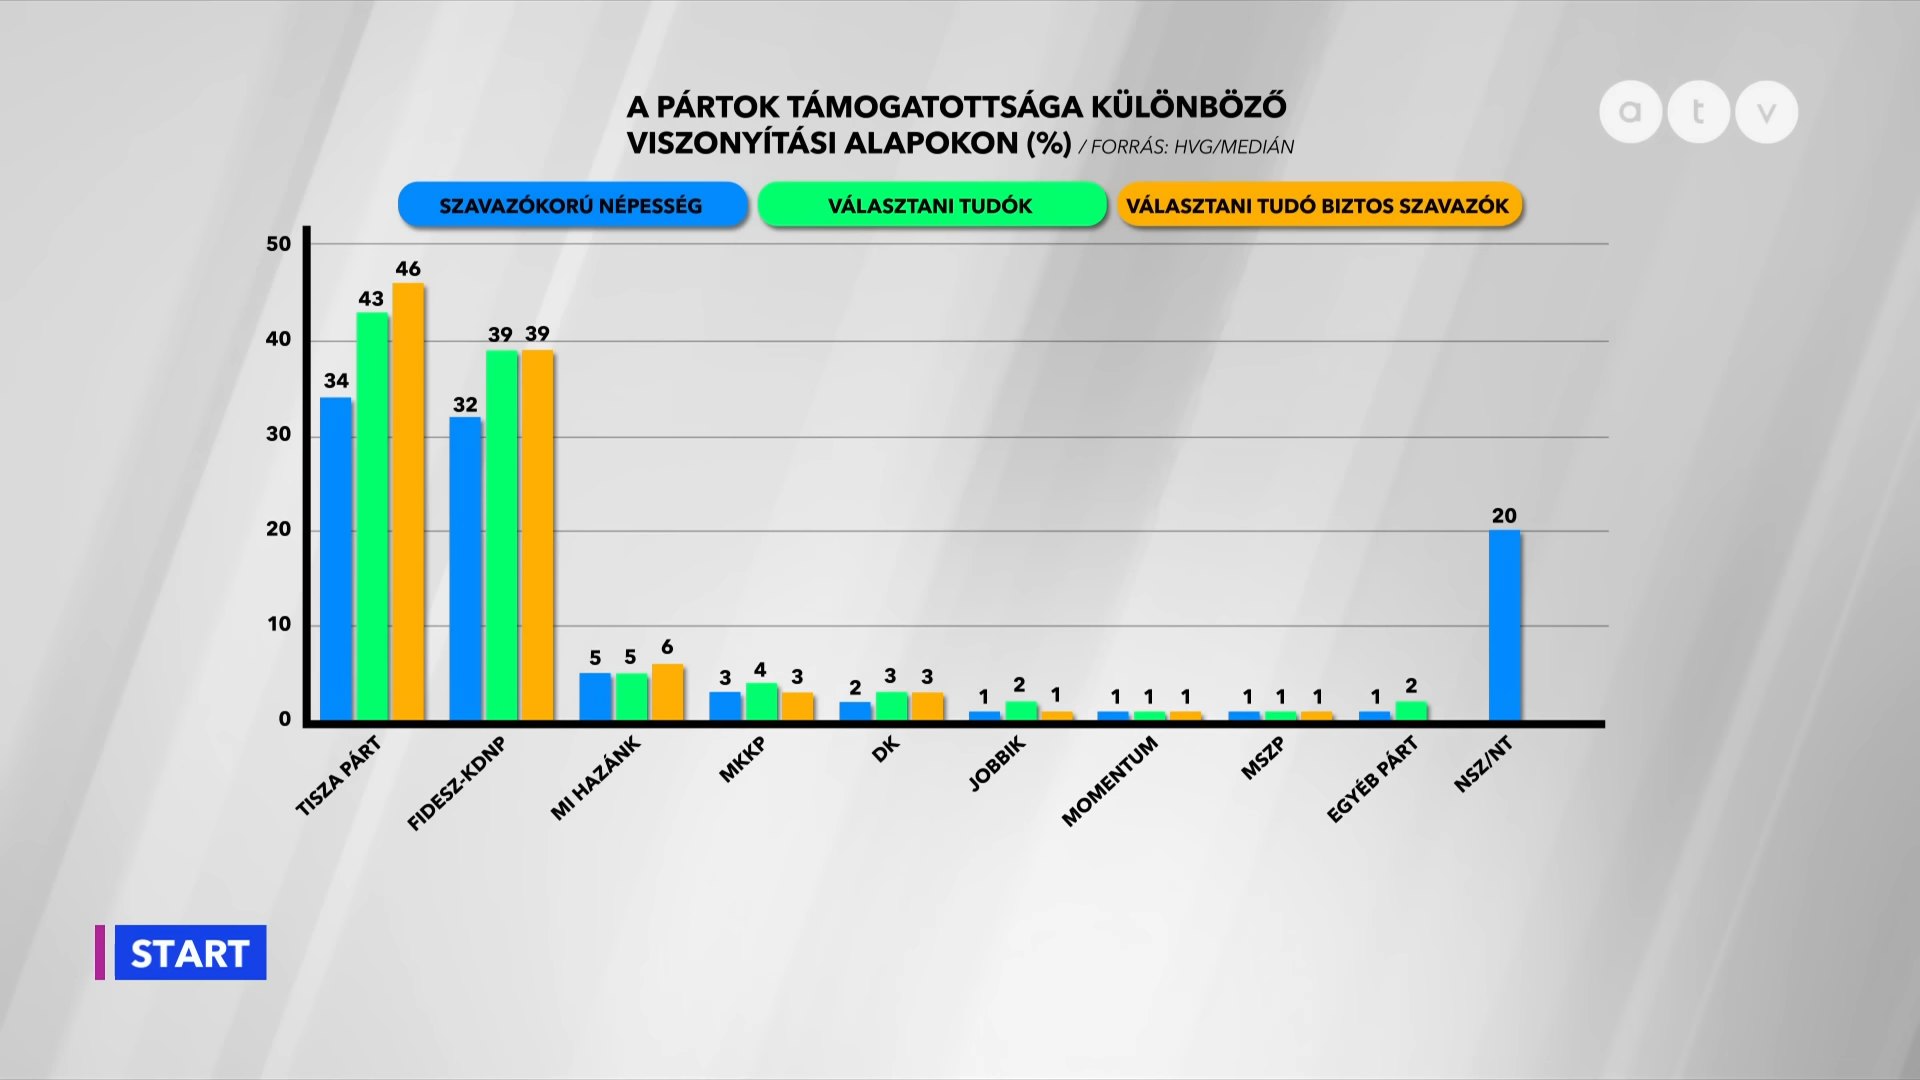 A PÁRTOK TÁMOGATOTTSÁGA KÜLÖNBÖZŐ
VISZONYÍTÁSI ALAPOKON (%) / FORRÁS: HVG/MEDIÁN
a t v
SZAVAZÓKORÚ NÉPESSÉG
VÁLASZTANI TUDÓK
VÁLASZTANI TUDÓ BIZTOS SZAVAZÓK
50
40
30
20
10
0
34 43 46
32 39 39
5 5 6
3 4 3
2 3 3
1 2 1
1 1 1
1 1 1
1 2
20
TISZA PÁRT
FIDESZ-KDNP
MI HAZÁNK
MKKP
DK
JOBBIK
MOMENTUM
MSZP
EGYÉB PÁRT
NSZ/NT
START